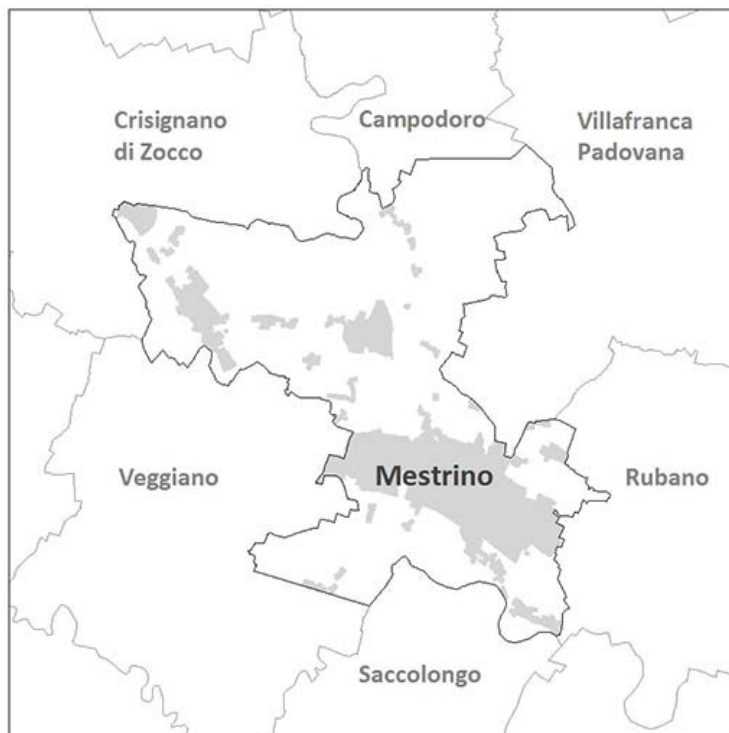 Crisignano
di Zocco
Campodoro
Villafranca
Padovana
Veggiano
Mestrino
Rubano
Saccolongo